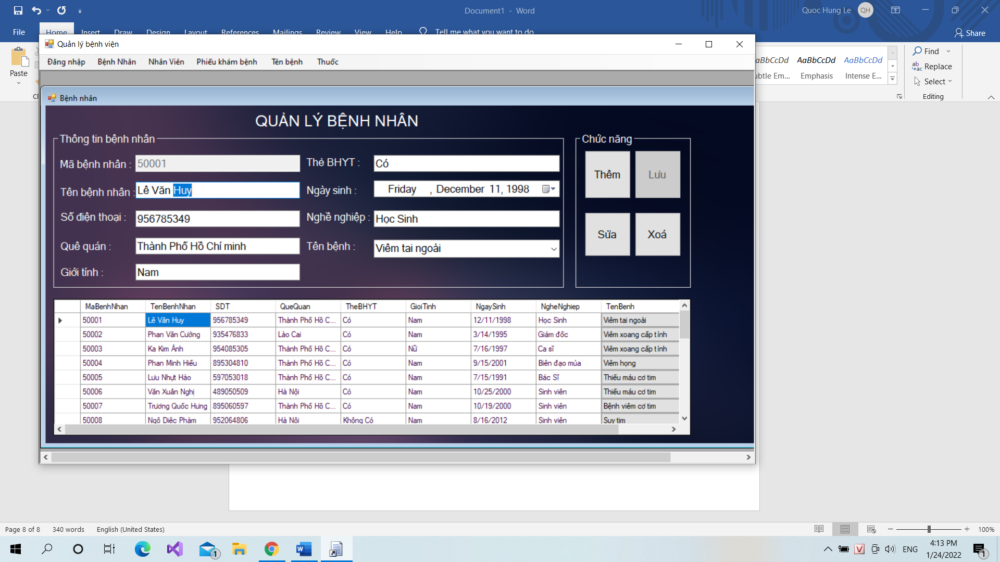 Document1 - Word
Quoc Hung Le QH
File Home Insert Draw Design Layout References Mailings Review View Help Tell me what you want to do Share
Paste
AaBbCcDd AaBbCcDd
Emphasis Intense E...
Find
Replace
Select
Editing
Quản lý bệnh viện
Đăng nhập Bệnh Nhân Nhân Viên Phiếu khám bệnh Tên bệnh Thuốc
Bệnh nhân
QUẢN LÝ BỆNH NHÂN
Thông tin bệnh nhân
Mã bệnh nhân : 50001 Thẻ BHYT : Có
Tên bệnh nhân : Lê Văn Huy Ngày sinh : Friday , December 11, 1998
Số điện thoại : 956785349 Nghề nghiệp : Học Sinh
Quê quán : Thành Phố Hồ Chí minh Tên bệnh : Viêm tai ngoài
Giới tính : Nam
Chức năng
Thêm Lưu
Sửa Xoá
MaBenhNhan TenBenhNhan SDT QueQuan TheBHYT GioiTinh NgaySinh NgheNghiep TenBenh
50001 Lê Văn Huy 956785349 Thành Phố Hồ C... Có Nam 12/11/1998 Học Sinh Viêm tai ngoài
50002 Phan Văn Cường 935476833 Lào Cai Có Nam 3/14/1995 Giám đốc Viêm xoang cấp tính
50003 Ka Kim Ánh 954085305 Thành Phố Hồ C... Có Nữ 7/16/1997 Ca sĩ Viêm xoang cấp tính
50004 Phan Minh Hiếu 895304810 Thành Phố Hồ C... Có Nam 9/15/2001 Biên đạo múa Viêm họng
50005 Lưu Nhựt Hào 597053018 Thành Phố Hồ C... Có Nam 7/15/1991 Bác Sĩ Thiếu máu cơ tim
50006 Văn Xuân Nghị 489050509 Hà Nội Có Nam 10/25/2000 Sinh viên Thiếu máu cơ tim
50007 Trương Quốc Hưng 895060597 Thành Phố Hồ C... Có Nam 10/19/2000 Sinh viên Bệnh viêm cơ tim
50008 Ngô Diệc Phàm 952064806 Hà Nội Không Có Nam 8/16/2012 Sinh viên Suy tim
Page 8 of 8 340 words English (United States) 100%
1 ENG 4:13 PM
1/24/2022 1